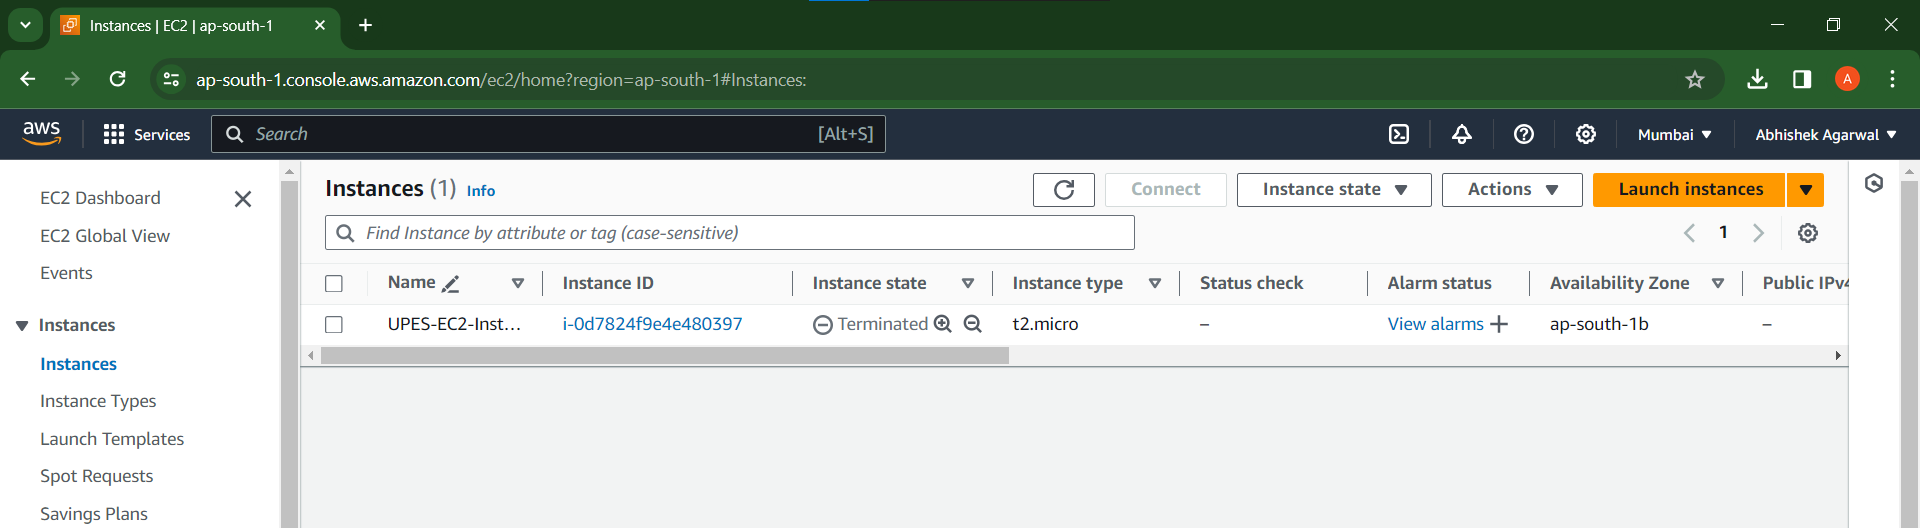 Instances | EC2 | ap-south-1
ap-south-1.console.aws.amazon.com/ec2/home?region=ap-south-1#Instances:
A
aws
Services
Search
[Alt+S]
Mumbai
Abhishek Agarwal
EC2 Dashboard
EC2 Global View
Events
Instances
Instances
Instance Types
Launch Templates
Spot Requests
Savings Plans
Instances (1) Info
Connect
Instance state
Actions
Launch instances
Find Instance by attribute or tag (case-sensitive)
1
Name Instance ID Instance state Instance type Status check Alarm status Availability Zone Public IPv4
UPES-EC2-Inst... i-0d7824f9e4e480397 Terminated t2.micro – View alarms + ap-south-1b –